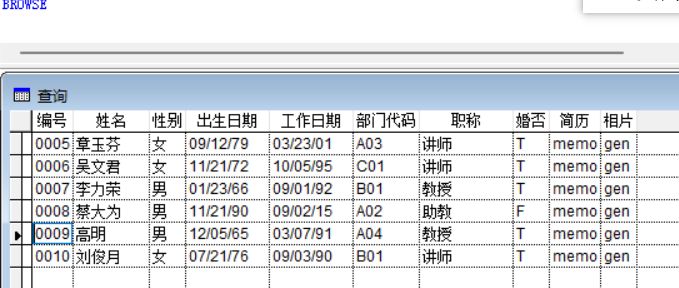 BROWSE
查询
编号 姓名 性别 出生日期 工作日期 部门代码 职称 婚否 简历 相片
0005 章玉芬 女 09/12/79 03/23/01 A03 讲师 T memo gen
0006 吴文君 女 11/21/72 10/05/95 C01 讲师 T memo gen
0007 李力荣 男 01/23/66 09/01/92 B01 教授 T memo gen
0008 蔡大为 男 11/21/90 09/02/15 A02 助教 F memo gen
0009 高明 男 12/05/65 03/07/91 A04 教授 T memo gen
0010 刘俊月 女 07/21/76 09/03/90 B01 讲师 T memo gen